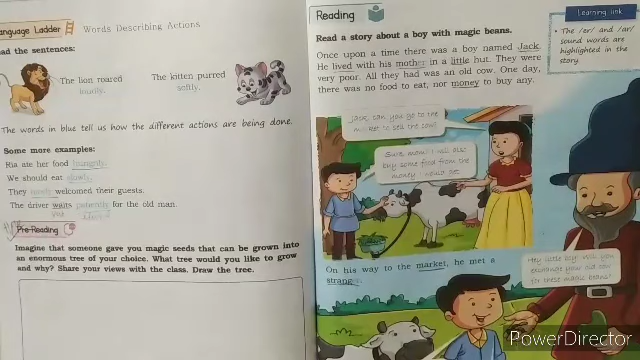 Language Ladder Words Describing Actions
ad the sentences:
The lion roared
loudly.
The kitten purred
softly.
The words in blue tell us how the different actions are being done.
Some more examples:
Ria ate her food hungrily.
We should eat slowly.
They welcomed their guests.
The driver waits patiently for the old man.
Pre-Reading
Imagine that someone gave you magic seeds that can be grown into
an enormous tree of your choice. What tree would you like to grow
and why? Share your views with the class. Draw the tree.
Reading
Learning link
• The /er/ and /ar/
sound words are
highlighted in the
story.
Read a story about a boy with magic beans.
Once upon a time there was a boy named Jack.
He lived with his mother in a little hut. They were
very poor. All they had was an old cow. One day,
there was no food to eat, nor money to buy any.
Jack, can you go to the
market to sell the cow?
Sure, mom! I will also
buy some food from the
money I would get.
On his way to the market, he met a
strang
Hey little boy, will you
exchange your old cow
for these magic beans?
PowerDirector